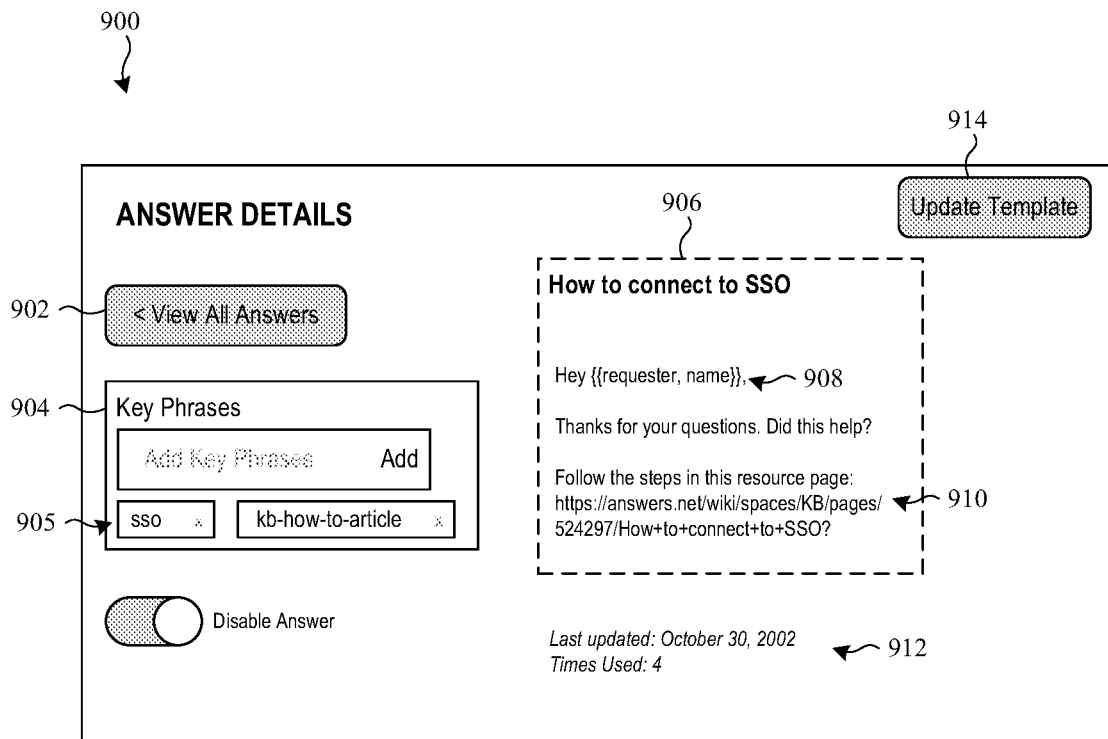 900
914
Update Template
ANSWER DETAILS
906
How to connect to SSO
902
< View All Answers
Hey {{requester, name}},
908
904
Key Phrases
Thanks for your questions. Did this help?
Add Key Phrases
Add
Follow the steps in this resource page:
https://answers.net/wiki/spaces/KB/pages/
910
524297/How+to+connect+to+SSO?
905
sso x
kb-how-to-article x
Disable Answer
Last updated: October 30, 2002
912
Times Used: 4